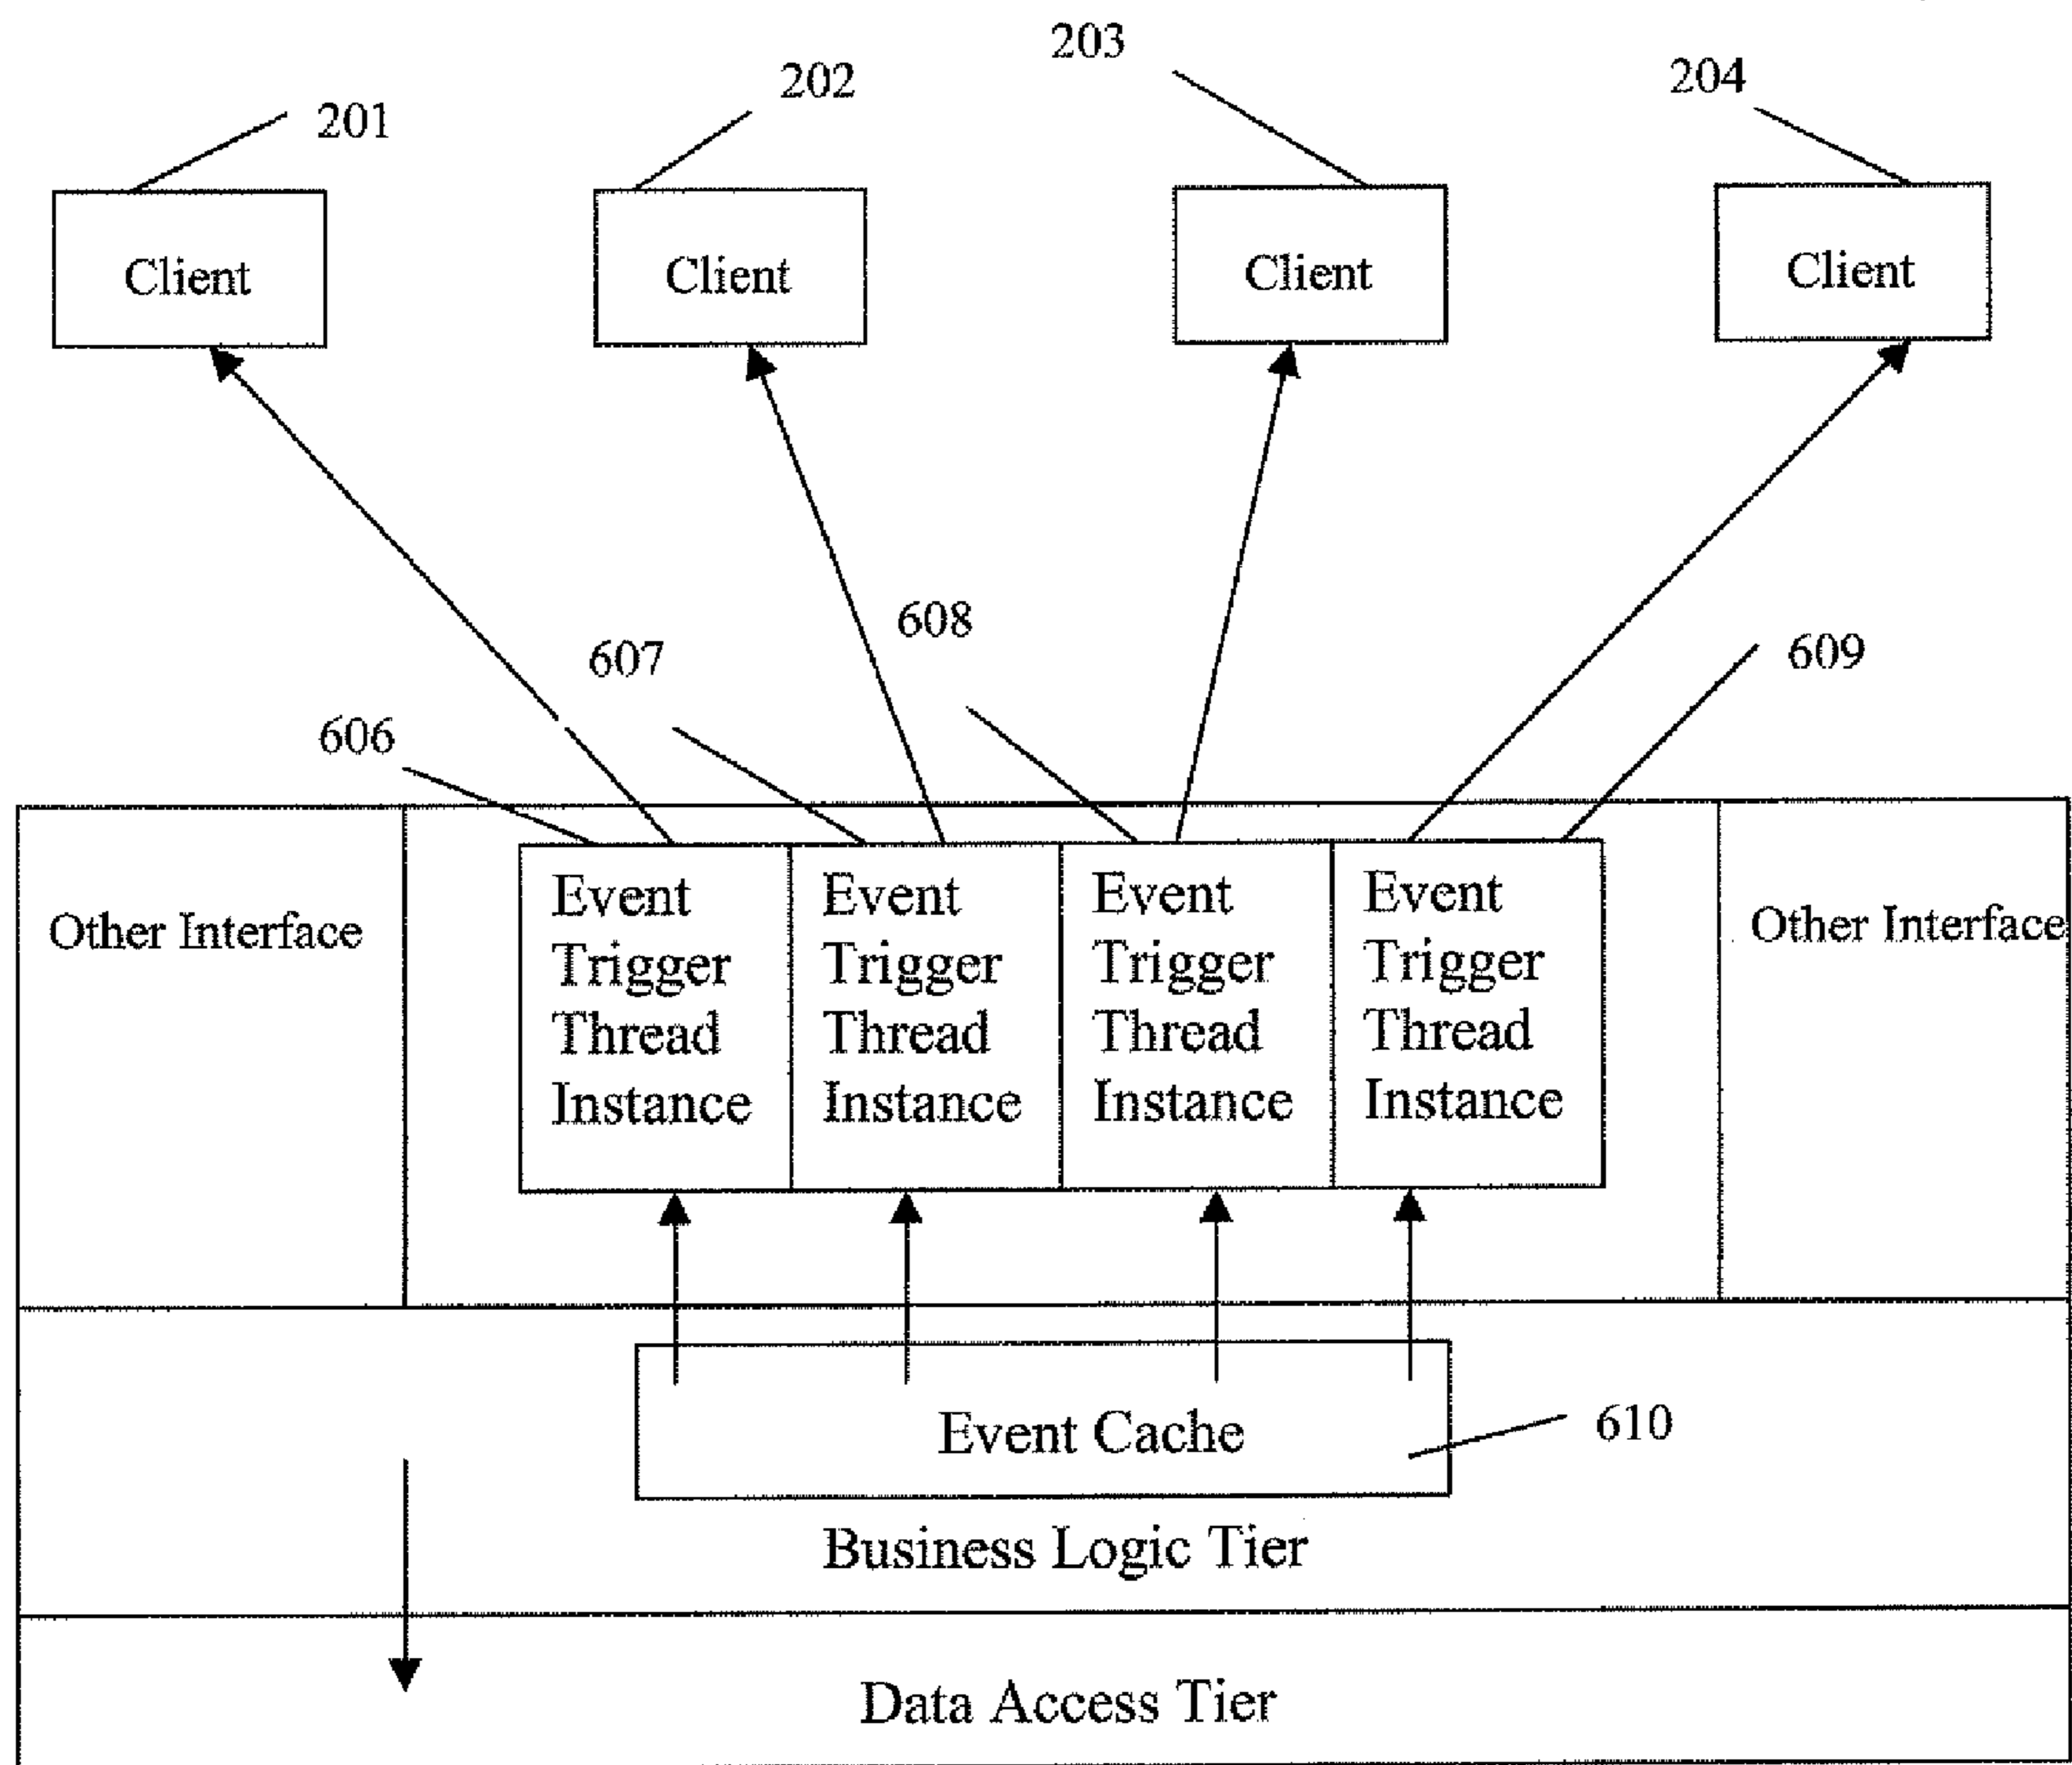 203
202
204
201
Client
Client
Client
Client
608
607
609
606
Other Interface
Event
Trigger
Thread
Instance
Event
Trigger
Thread
Instance
Event
Trigger
Thread
Instance
Event
Trigger
Thread
Instance
Other Interface
Event Cache
610
Business Logic Tier
Data Access Tier